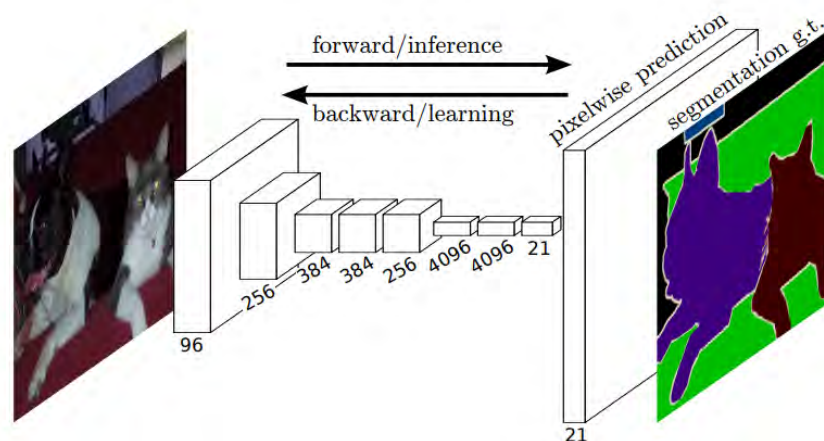 forward/inference
backward/learning
pixelwise prediction
segmentation g.t.
96
256
384
384
256
4096
4096
21
21